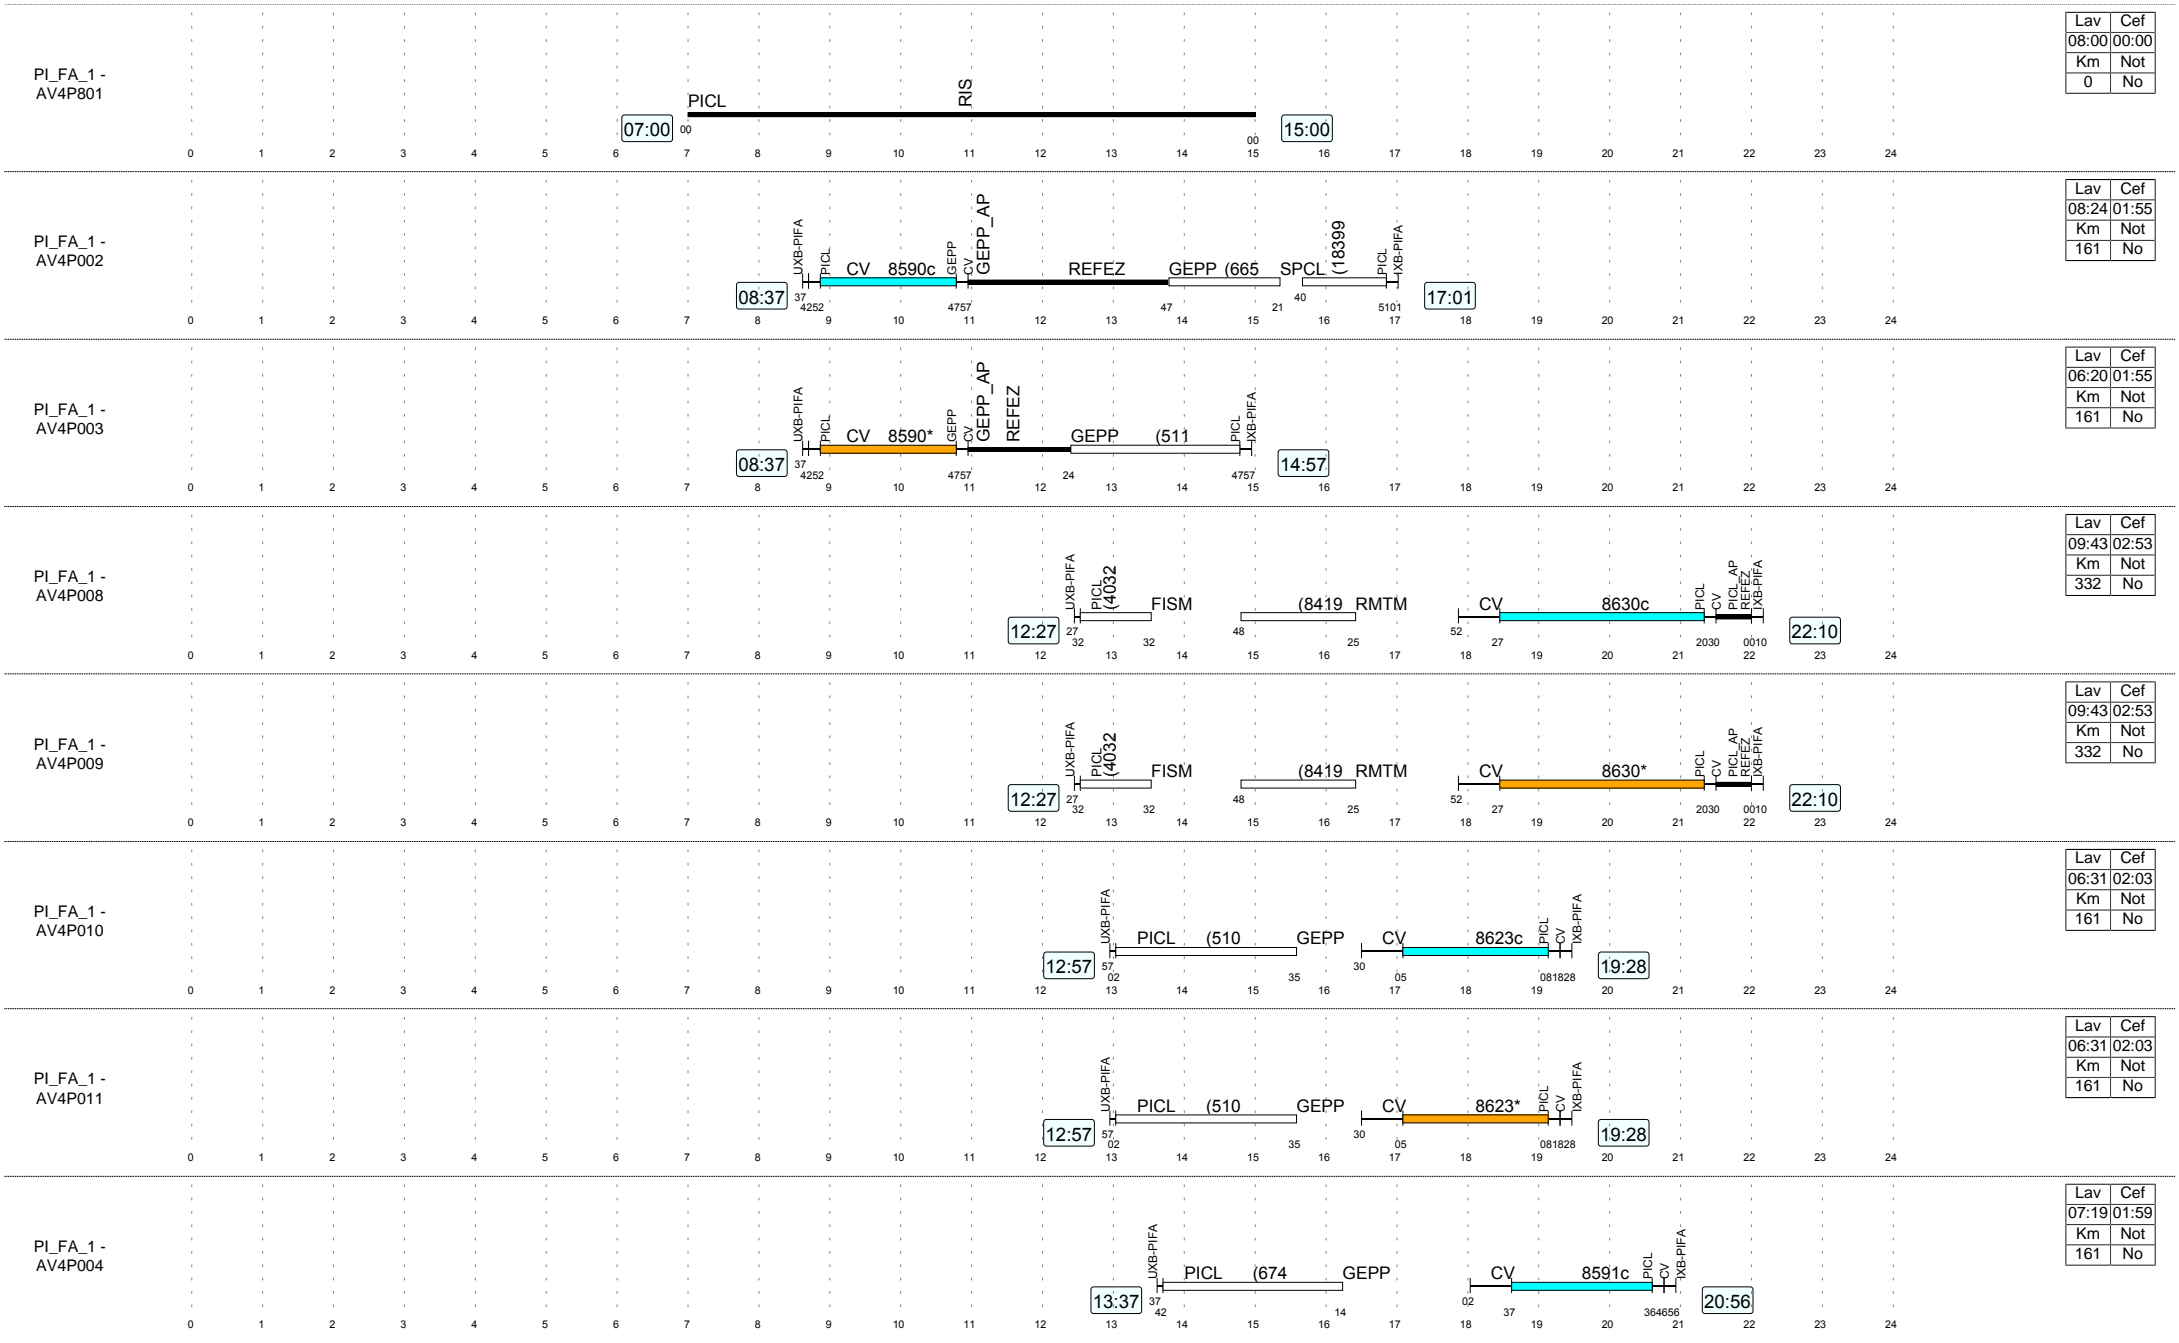 Lav Cef
08:00 00:00
Km Not
0 No
PI_FA_1 -
AV4P801
PICL RIS
07:00 00 00 15:00
0 1 2 3 4 5 6 7 8 9 10 11 12 13 14 15 16 17 18 19 20 21 22 23 24
Lav Cef
08:24 01:55
Km Not
161 No
PI_FA_1 -
AV4P002
UXB-PIFA PICL CV 8590c GEPP CV GEPP_AP REFEZ GEPP (665 SPCL (18399 PICL IXB-PIFA
08:37 37 4252 4757 47 21 40 5101 17:01
0 1 2 3 4 5 6 7 8 9 10 11 12 13 14 15 16 17 18 19 20 21 22 23 24
Lav Cef
06:20 01:55
Km Not
161 No
PI_FA_1 -
AV4P003
UXB-PIFA PICL CV 8590* GEPP CV GEPP_AP REFEZ GEPP (511 PICL IXB-PIFA
08:37 37 4252 4757 24 4757 14:57
0 1 2 3 4 5 6 7 8 9 10 11 12 13 14 15 16 17 18 19 20 21 22 23 24
Lav Cef
09:43 02:53
Km Not
332 No
PI_FA_1 -
AV4P008
UXB-PIFA PICL (4032 FISM (8419 RMTM CV 8630c PICL CV PICL_AP REFEZ IXB-PIFA
12:27 27 32 32 48 25 52 27 2030 0010 22:10
0 1 2 3 4 5 6 7 8 9 10 11 12 13 14 15 16 17 18 19 20 21 22 23 24
Lav Cef
09:43 02:53
Km Not
332 No
PI_FA_1 -
AV4P009
UXB-PIFA PICL (4032 FISM (8419 RMTM CV 8630* PICL CV PICL_AP REFEZ IXB-PIFA
12:27 27 32 32 48 25 52 27 2030 0010 22:10
0 1 2 3 4 5 6 7 8 9 10 11 12 13 14 15 16 17 18 19 20 21 22 23 24
Lav Cef
06:31 02:03
Km Not
161 No
PI_FA_1 -
AV4P010
UXB-PIFA PICL (510 GEPP CV 8623c PICL CV IXB-PIFA
12:57 57 02 35 30 05 081828 19:28
0 1 2 3 4 5 6 7 8 9 10 11 12 13 14 15 16 17 18 19 20 21 22 23 24
Lav Cef
06:31 02:03
Km Not
161 No
PI_FA_1 -
AV4P011
UXB-PIFA PICL (510 GEPP CV 8623* PICL CV IXB-PIFA
12:57 57 02 35 30 05 081828 19:28
0 1 2 3 4 5 6 7 8 9 10 11 12 13 14 15 16 17 18 19 20 21 22 23 24
Lav Cef
07:19 01:59
Km Not
161 No
PI_FA_1 -
AV4P004
UXB-PIFA PICL (674 GEPP CV 8591c PICL CV IXB-PIFA
13:37 37 42 14 02 37 364656 20:56
0 1 2 3 4 5 6 7 8 9 10 11 12 13 14 15 16 17 18 19 20 21 22 23 24